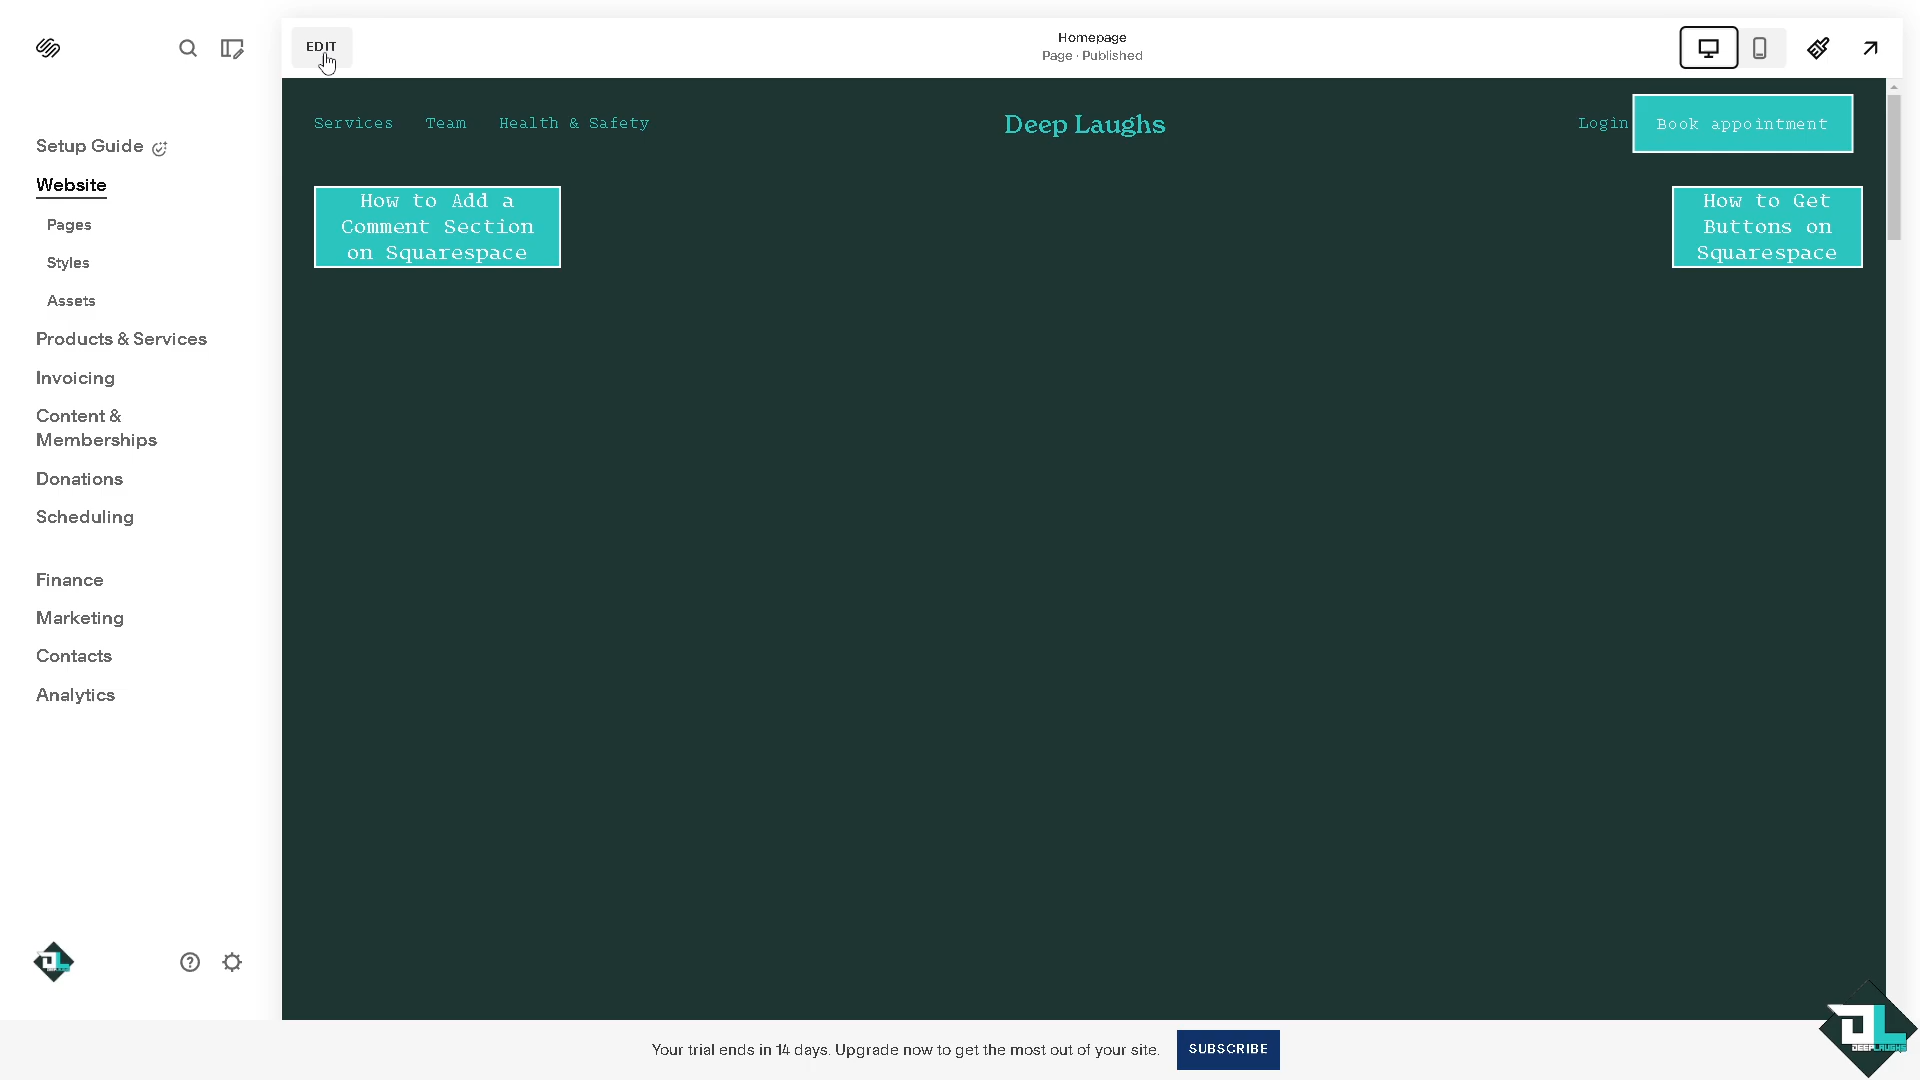 EDIT
Homepage
Page · Published
Services
Team
Health & Safety
Deep Laughs
Login
Book appointment
How to Add a
Comment Section
on Squarespace
How to Get
Buttons on
Squarespace
Setup Guide
Website
Pages
Styles
Assets
Products & Services
Invoicing
Content &
Memberships
Donations
Scheduling
Finance
Marketing
Contacts
Analytics
Your trial ends in 14 days. Upgrade now to get the most out of your site.
SUBSCRIBE
DL
DEEPLAUGHS